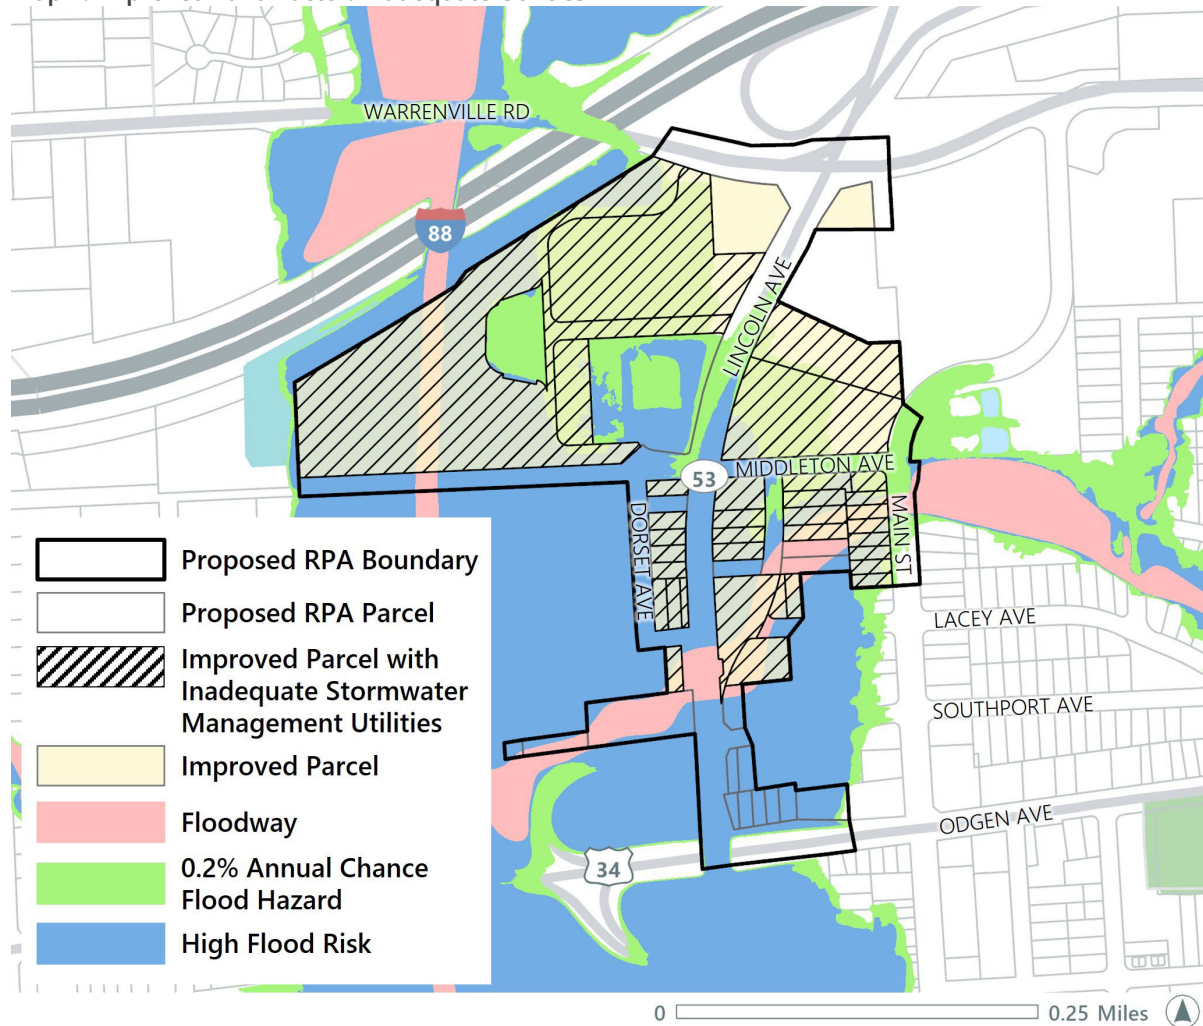 WARRENVILLE RD
88
LINCOLN AVE
53
MIDDLETON AVE
DORSET AVE
MAIN ST
LACEY AVE
SOUTHPORT AVE
ODGEN AVE
34
Proposed RPA Boundary
Proposed RPA Parcel
Improved Parcel with
Inadequate Stormwater
Management Utilities
Improved Parcel
Floodway
0.2% Annual Chance
Flood Hazard
High Flood Risk
0
0.25 Miles